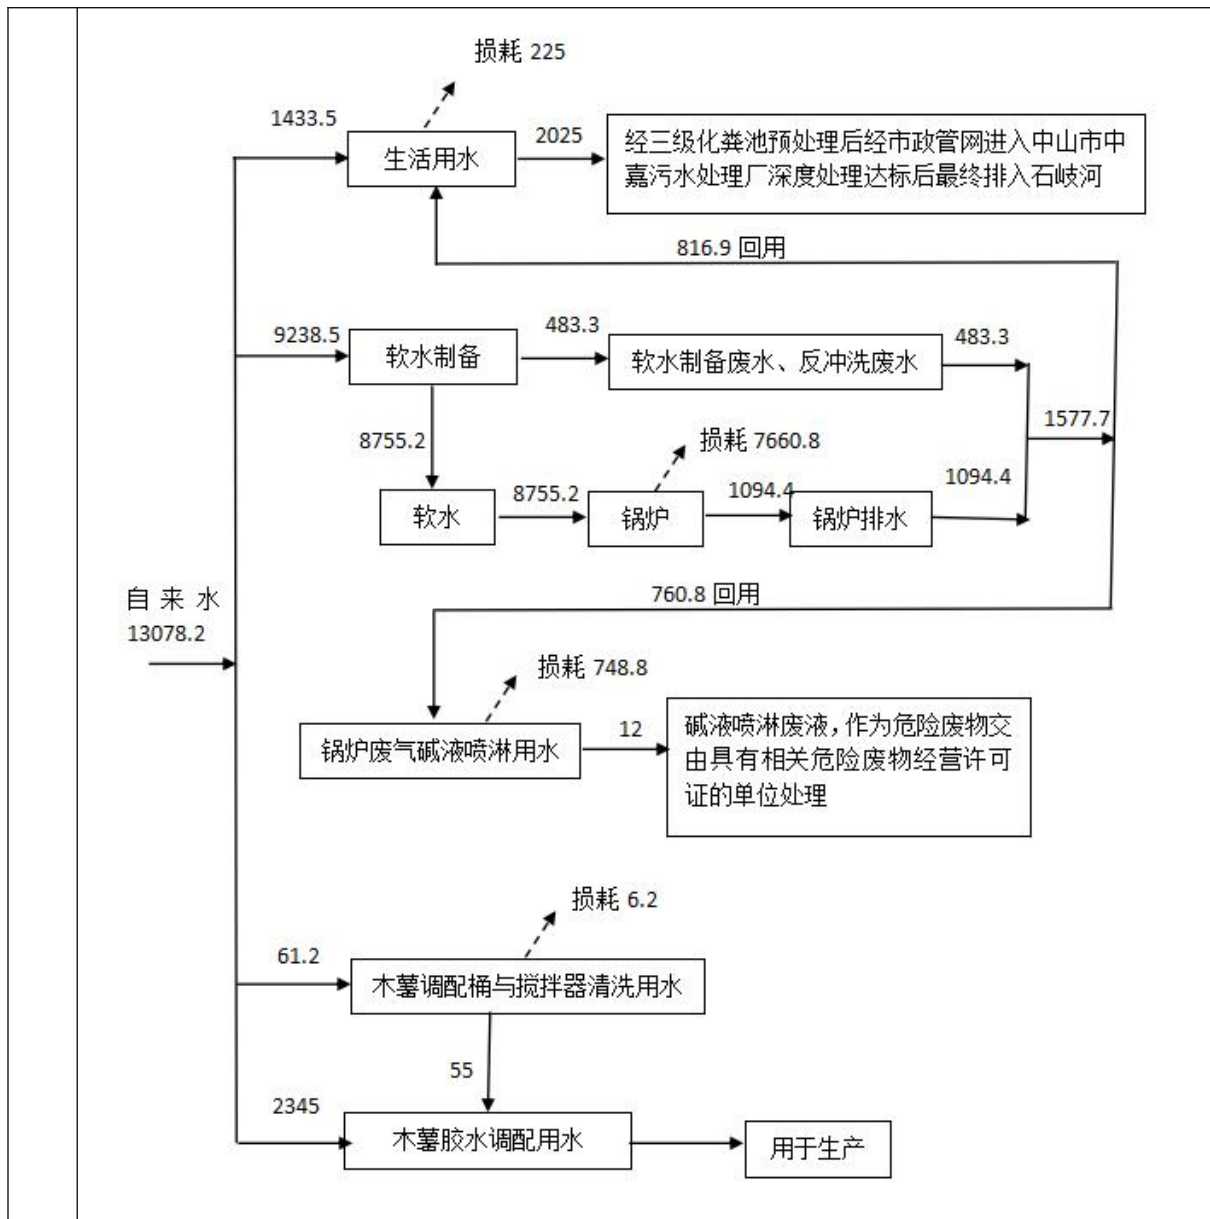 损耗 225
1433.5
生活用水
2025
经三级化粪池预处理后经市政管网进入中山市中
嘉污水处理厂深度处理达标后最终排入石岐河
816.9 回用
9238.5
软水制备
483.3
软水制备废水、反冲洗废水
483.3
1577.7
8755.2
损耗 7660.8
软水
8755.2
锅炉
1094.4
锅炉排水
1094.4
自 来 水
13078.2
760.8 回用
损耗 748.8
锅炉废气碱液喷淋用水
12
碱液喷淋废液,作为危险废物交
由具有相关危险废物经营许可
证的单位处理
损耗 6.2
61.2
木薯调配桶与搅拌器清洗用水
55
2345
木薯胶水调配用水
用于生产